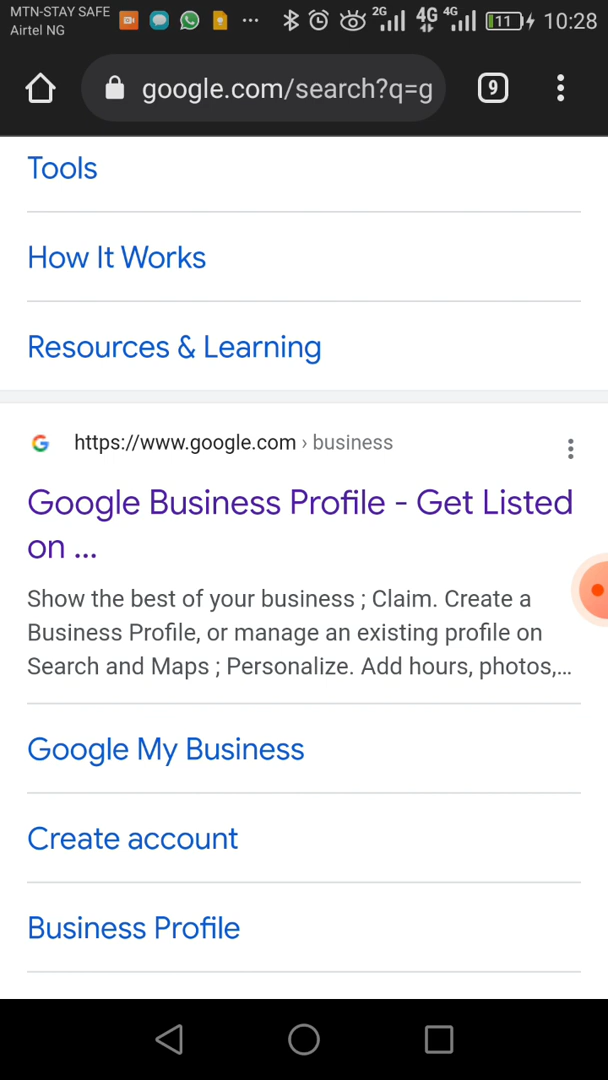 MTN-STAY SAFE
Airtel NG
2G 4G 4G 11 10:28
google.com/search?q=g 9
Tools
How It Works
Resources & Learning
https://www.google.com › business
Google Business Profile - Get Listed
on ...
Show the best of your business ; Claim. Create a
Business Profile, or manage an existing profile on
Search and Maps ; Personalize. Add hours, photos,...
Google My Business
Create account
Business Profile